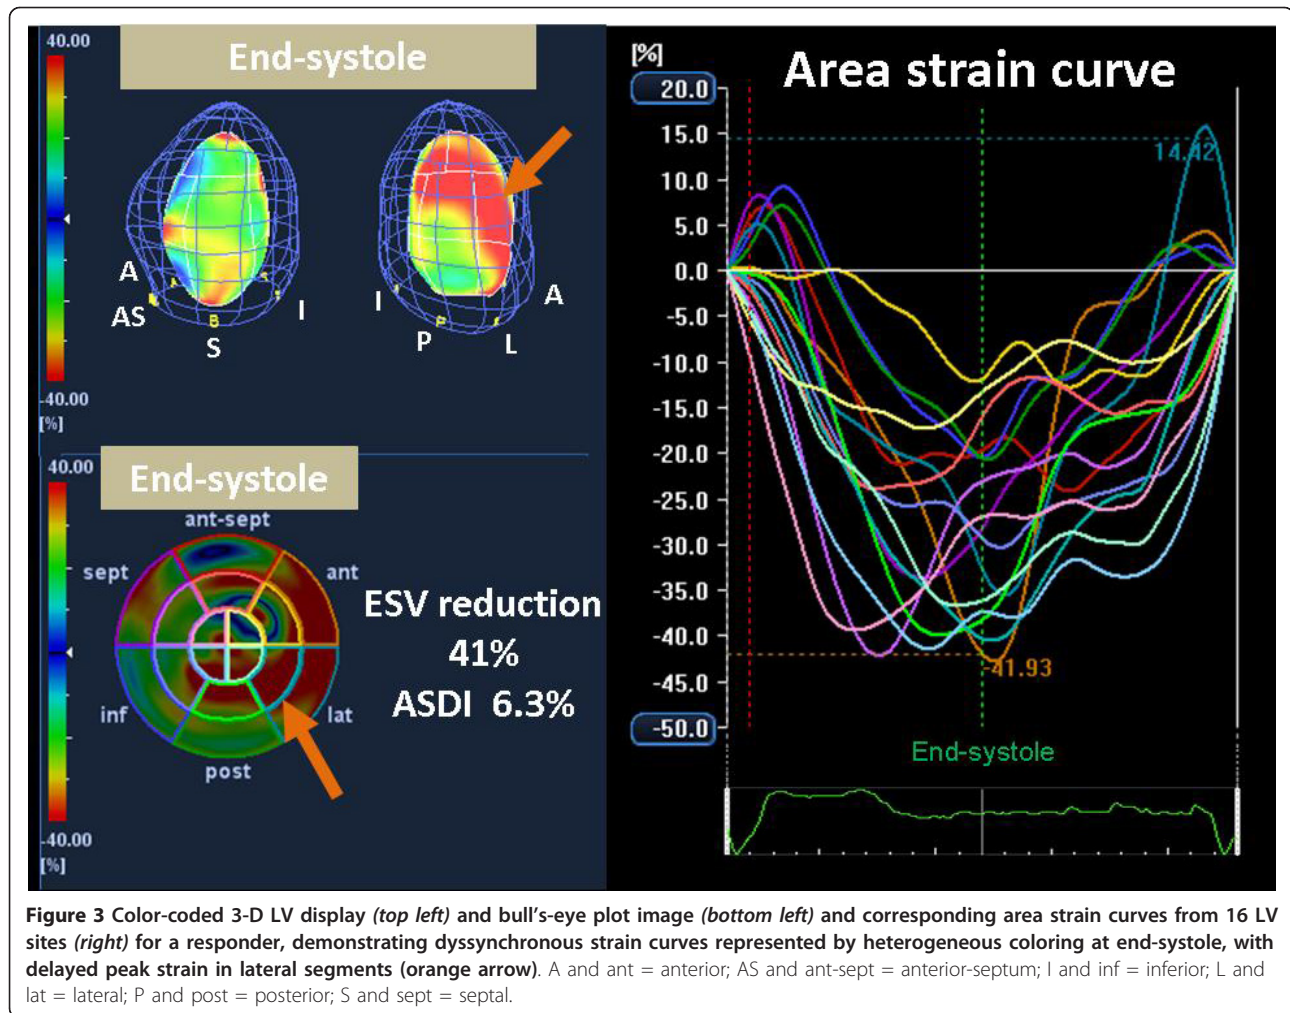 End-systole
40.00
-40.00
[%]
A
AS
S
I
I
P
L
A
B
End-systole
40.00
-40.00
[%]
ant-sept
sept
ant
inf
lat
post
ESV reduction
41%
ASDI 6.3%
Area strain curve
[%]
20.0
15.0
10.0
5.0
0.0
-5.0
-10.0
-15.0
-20.0
-25.0
-30.0
-35.0
-40.0
-45.0
-50.0
14.42
-41.93
End-systole
Figure 3 Color-coded 3-D LV display (top left) and bull's-eye plot image (bottom left) and corresponding area strain curves from 16 LV
sites (right) for a responder, demonstrating dyssynchronous strain curves represented by heterogeneous coloring at end-systole, with
delayed peak strain in lateral segments (orange arrow). A and ant = anterior; AS and ant-sept = anterior-septum; I and inf = inferior; L and
lat = lateral; P and post = posterior; S and sept = septal.